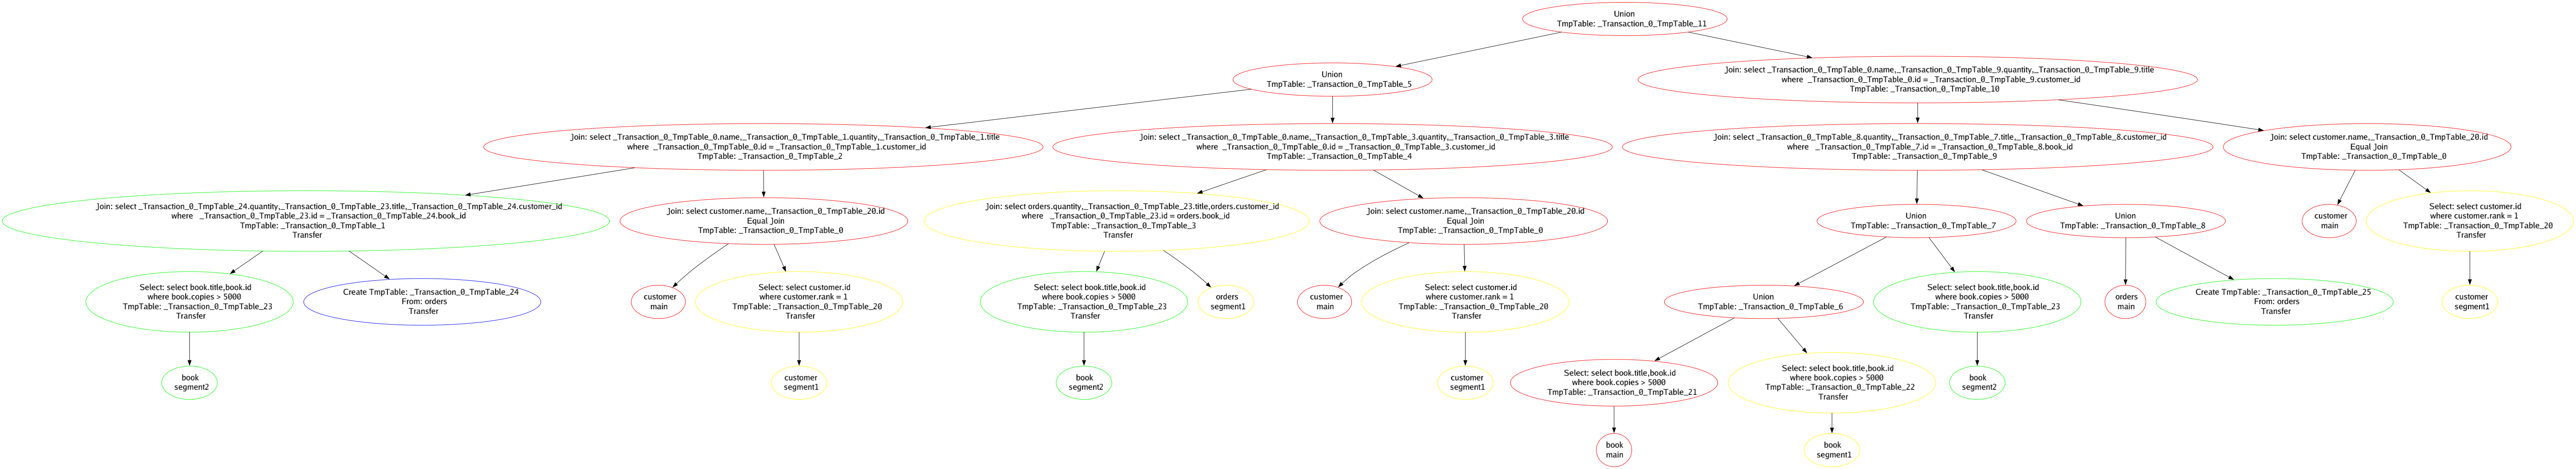 Union
TmpTable: _Transaction_0_TmpTable_11
Union
TmpTable: _Transaction_0_TmpTable_5
Join: select _Transaction_0_TmpTable_0.name,_Transaction_0_TmpTable_9.quantity,_Transaction_0_TmpTable_9.title
where _Transaction_0_TmpTable_0.id = _Transaction_0_TmpTable_9.customer_id
TmpTable: _Transaction_0_TmpTable_10
Join: select _Transaction_0_TmpTable_0.name,_Transaction_0_TmpTable_1.quantity,_Transaction_0_TmpTable_1.title
where _Transaction_0_TmpTable_0.id = _Transaction_0_TmpTable_1.customer_id
TmpTable: _Transaction_0_TmpTable_2
Join: select _Transaction_0_TmpTable_0.name,_Transaction_0_TmpTable_3.quantity,_Transaction_0_TmpTable_3.title
where _Transaction_0_TmpTable_0.id = _Transaction_0_TmpTable_3.customer_id
TmpTable: _Transaction_0_TmpTable_4
Join: select _Transaction_0_TmpTable_8.quantity,_Transaction_0_TmpTable_7.title,_Transaction_0_TmpTable_8.customer_id
where _Transaction_0_TmpTable_7.id = _Transaction_0_TmpTable_8.book_id
TmpTable: _Transaction_0_TmpTable_9
Join: select customer.name,_Transaction_0_TmpTable_20.id
Equal Join
TmpTable: _Transaction_0_TmpTable_0
Join: select _Transaction_0_TmpTable_24.quantity,_Transaction_0_TmpTable_23.title,_Transaction_0_TmpTable_24.customer_id
where _Transaction_0_TmpTable_23.id = _Transaction_0_TmpTable_24.book_id
TmpTable: _Transaction_0_TmpTable_1
Transfer
Join: select customer.name,_Transaction_0_TmpTable_20.id
Equal Join
TmpTable: _Transaction_0_TmpTable_0
Join: select orders.quantity,_Transaction_0_TmpTable_23.title,orders.customer_id
where _Transaction_0_TmpTable_23.id = orders.book_id
TmpTable: _Transaction_0_TmpTable_3
Transfer
Join: select customer.name,_Transaction_0_TmpTable_20.id
Equal Join
TmpTable: _Transaction_0_TmpTable_0
Union
TmpTable: _Transaction_0_TmpTable_7
Union
TmpTable: _Transaction_0_TmpTable_8
customer
main
Select: select customer.id
where customer.rank = 1
TmpTable: _Transaction_0_TmpTable_20
Transfer
Select: select book.title,book.id
where book.copies > 5000
TmpTable: _Transaction_0_TmpTable_23
Transfer
Create TmpTable: _Transaction_0_TmpTable_24
From: orders
Transfer
customer
main
Select: select customer.id
where customer.rank = 1
TmpTable: _Transaction_0_TmpTable_20
Transfer
Select: select book.title,book.id
where book.copies > 5000
TmpTable: _Transaction_0_TmpTable_23
Transfer
orders
segment1
customer
main
Select: select customer.id
where customer.rank = 1
TmpTable: _Transaction_0_TmpTable_20
Transfer
Union
TmpTable: _Transaction_0_TmpTable_6
Select: select book.title,book.id
where book.copies > 5000
TmpTable: _Transaction_0_TmpTable_23
Transfer
orders
main
Create TmpTable: _Transaction_0_TmpTable_25
From: orders
Transfer
customer
segment1
book
segment2
customer
segment1
book
segment2
customer
segment1
Select: select book.title,book.id
where book.copies > 5000
TmpTable: _Transaction_0_TmpTable_21
Select: select book.title,book.id
where book.copies > 5000
TmpTable: _Transaction_0_TmpTable_22
Transfer
book
segment2
book
main
book
segment1